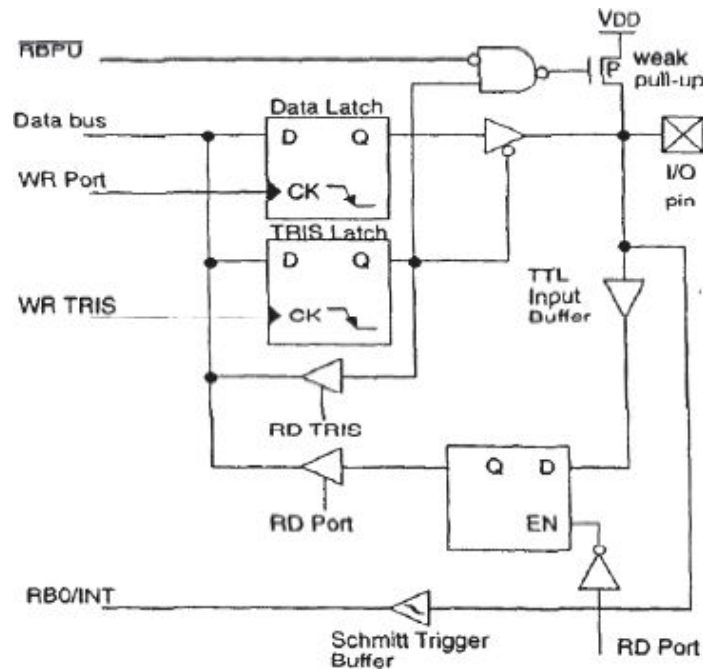 VDD
RBPU
P
weak
pull-up
Data bus
Data Latch
D Q
CK
WR Port
I/O
pin
TRIS Latch
D Q
CK
WR TRIS
TTL
Input
Buffer
RD TRIS
Q D
EN
RD Port
RB0/INT
Schmitt Trigger
Buffer
RD Port